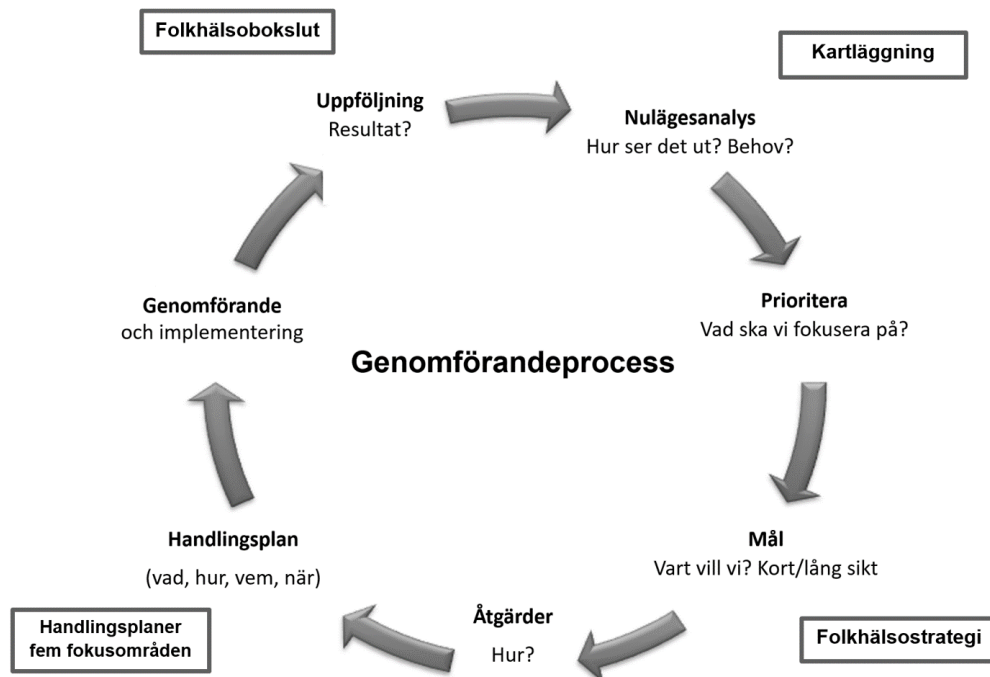 Folkhälsobokslut
Kartläggning
Uppföljning
Resultat?
Nulägesanalys
Hur ser det ut? Behov?
Prioritera
Vad ska vi fokusera på?
Genomförande
och implementering
Genomförandeprocess
Mål
Vart vill vi? Kort/lång sikt
Handlingsplan
(vad, hur, vem, när)
Åtgärder
Hur?
Handlingsplaner
fem fokusområden
Folkhälsostrategi